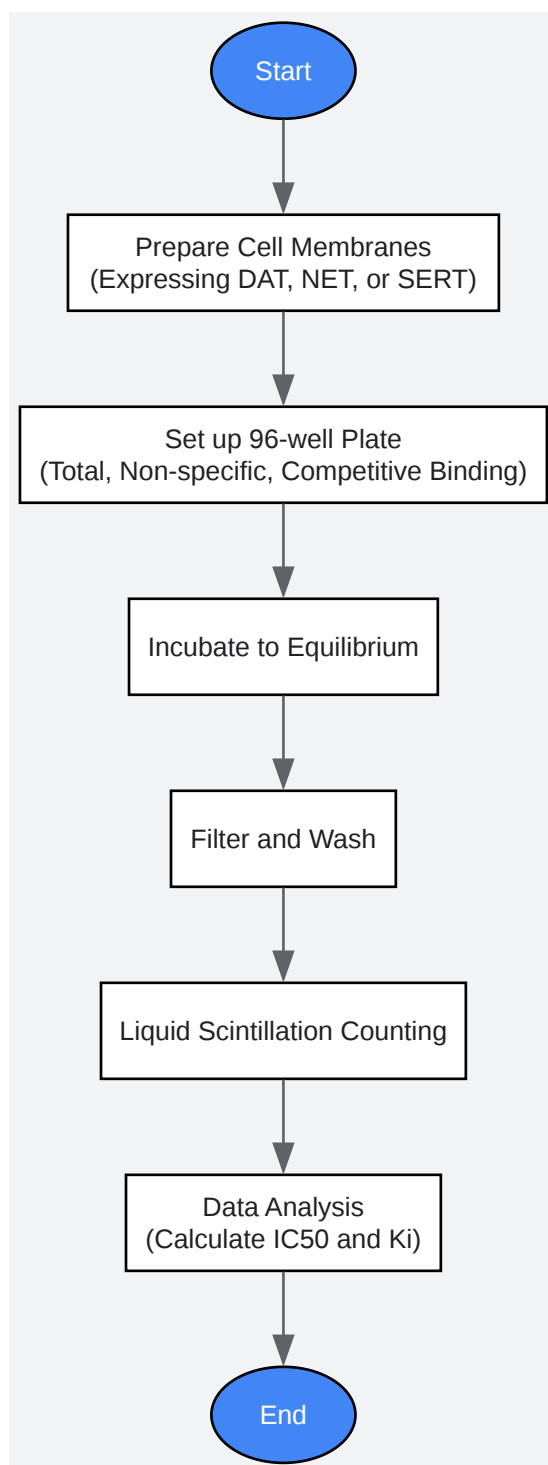 Start
Prepare Cell Membranes
(Expressing DAT, NET, or SERT)
Set up 96-well Plate
(Total, Non-specific, Competitive Binding)
Incubate to Equilibrium
Filter and Wash
Liquid Scintillation Counting
Data Analysis
(Calculate IC50 and Ki)
End